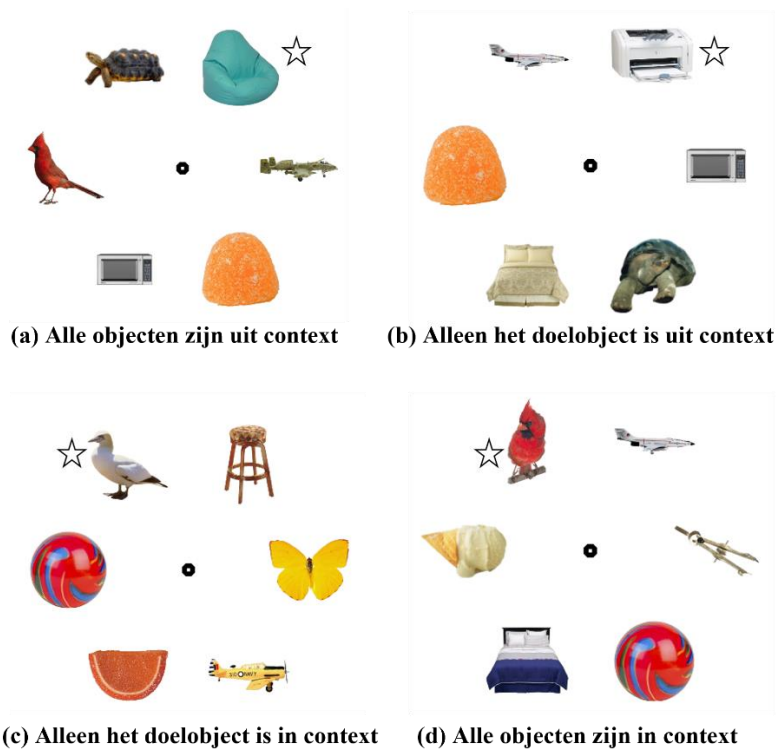 (a) Alle objecten zijn uit context
(b) Alleen het doelobject is uit context
(c) Alleen het doelobject is in context
(d) Alle objecten zijn in context